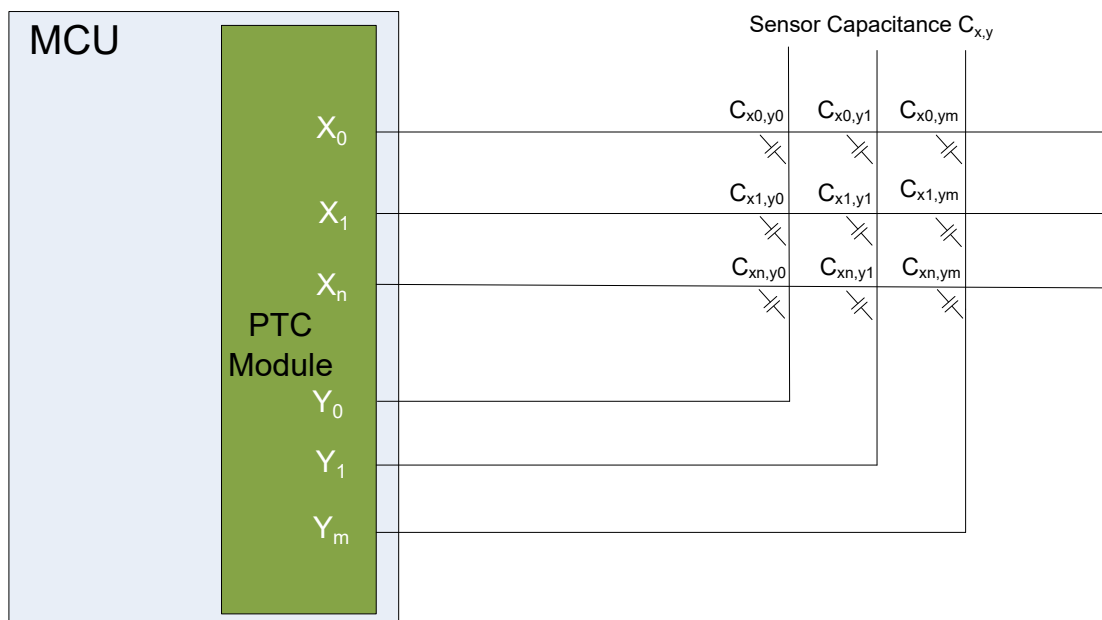 MCU
Sensor Capacitance Cx,y
X0
Cx0,y0 Cx0,y1 Cx0,ym
X1
Cx1,y0 Cx1,y1 Cx1,ym
Xn
Cxn,y0 Cxn,y1 Cxn,ym
PTC
Module
Y0
Y1
Ym